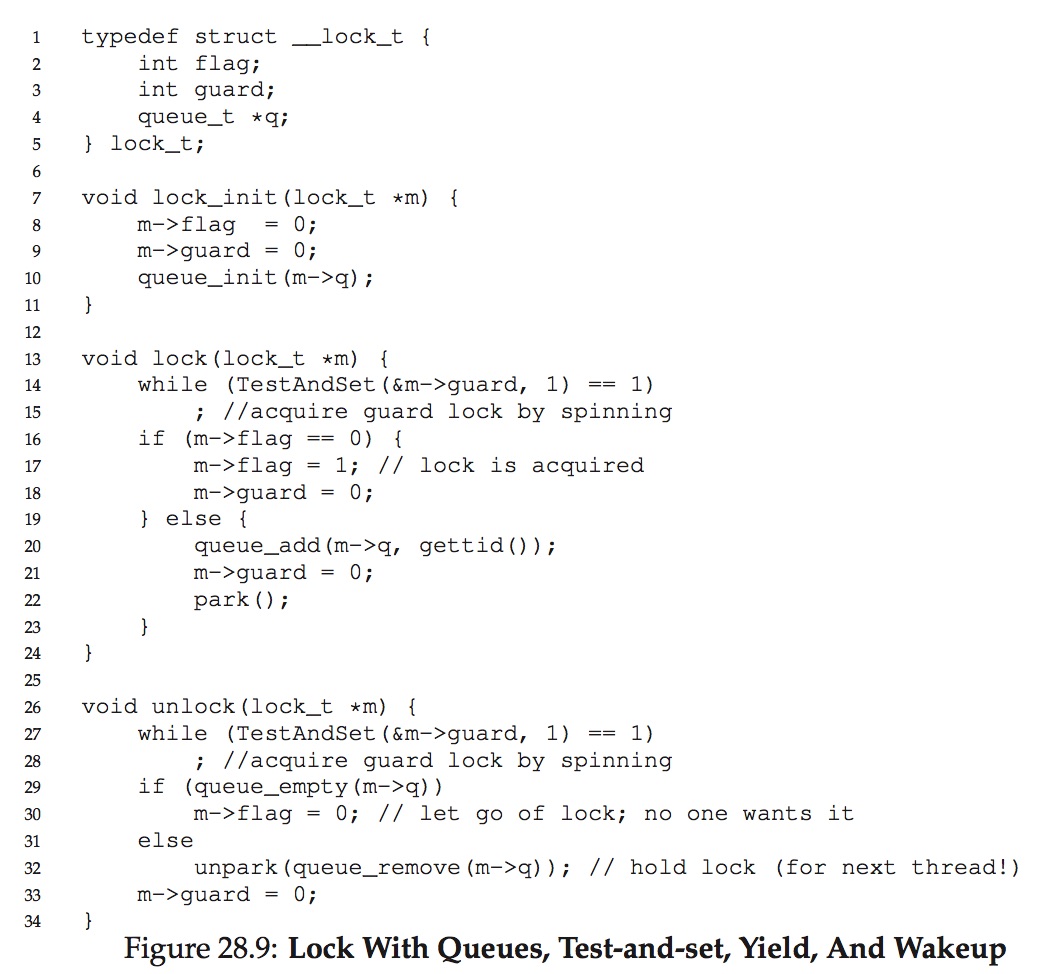 1 typedef struct __lock_t {
2 int flag;
3 int guard;
4 queue_t *q;
5 } lock_t;
6
7 void lock_init(lock_t *m) {
8 m->flag = 0;
9 m->guard = 0;
10 queue_init(m->q);
11 }
12
13 void lock(lock_t *m) {
14 while (TestAndSet(&m->guard, 1) == 1)
15 ; //acquire guard lock by spinning
16 if (m->flag == 0) {
17 m->flag = 1; // lock is acquired
18 m->guard = 0;
19 } else {
20 queue_add(m->q, gettid());
21 m->guard = 0;
22 park();
23 }
24 }
25
26 void unlock(lock_t *m) {
27 while (TestAndSet(&m->guard, 1) == 1)
28 ; //acquire guard lock by spinning
29 if (queue_empty(m->q))
30 m->flag = 0; // let go of lock; no one wants it
31 else
32 unpark(queue_remove(m->q)); // hold lock (for next thread!)
33 m->guard = 0;
34 }
Figure 28.9: Lock With Queues, Test-and-set, Yield, And Wakeup